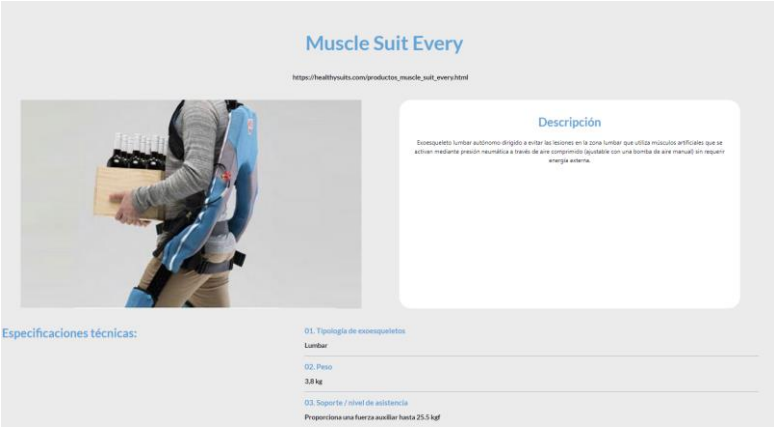 Muscle Suit Every
https://healthysuits.com/productos_muscle_suit_every.html
Descripción
Exoesqueleto lumbar autónomo dirigido a evitar las lesiones en la zona lumbar que utiliza músculos artificiales que se
activen mediante presión neumática a través de aire comprimido (ajustable con una bomba de aire manual) sin requerir
energía externa.
Especificaciones técnicas:
01. Tipología de exoesqueletos
Lumbar
02. Peso
3,8 kg
03. Soporte / nivel de asistencia
Proporciona una fuerza auxiliar hasta 25.5 kgf